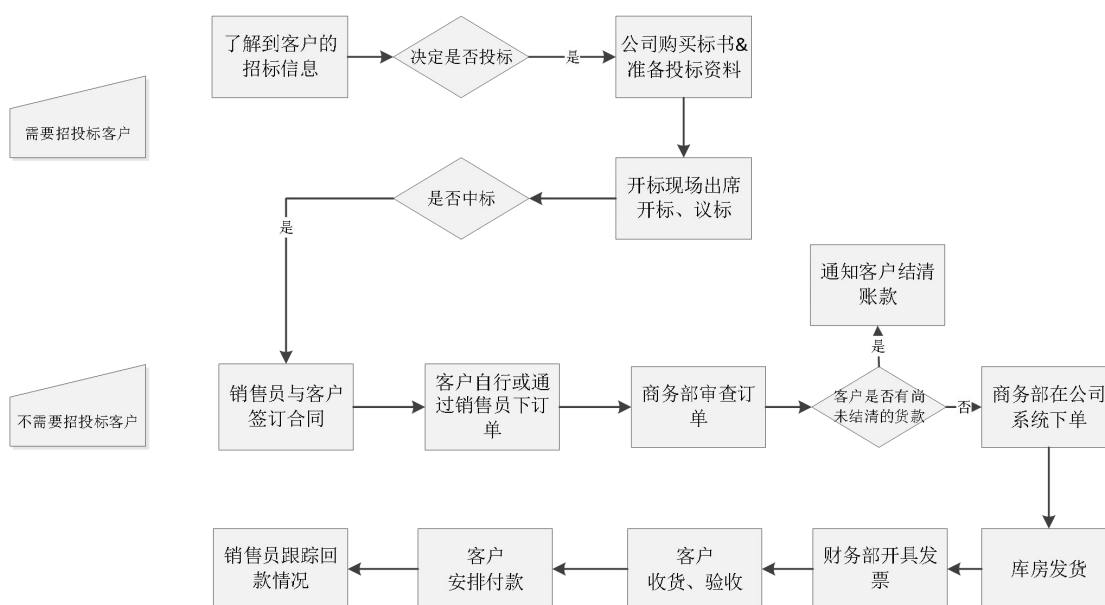 了解到客户的
招标信息
决定是否投标
是
公司购买标书&
准备投标资料
需要招投标客户
是否中标
开标现场出席
开标、议标
是
通知客户结清
账款
是
不需要招投标客户
销售员与客户
签订合同
客户自行或通
过销售员下订
单
商务部审查订
单
客户是否有尚
未结清的货款
否
商务部在公司
系统下单
销售员跟踪回
款情况
客户
安排付款
客户
收货、验收
财务部开具发
票
库房发货